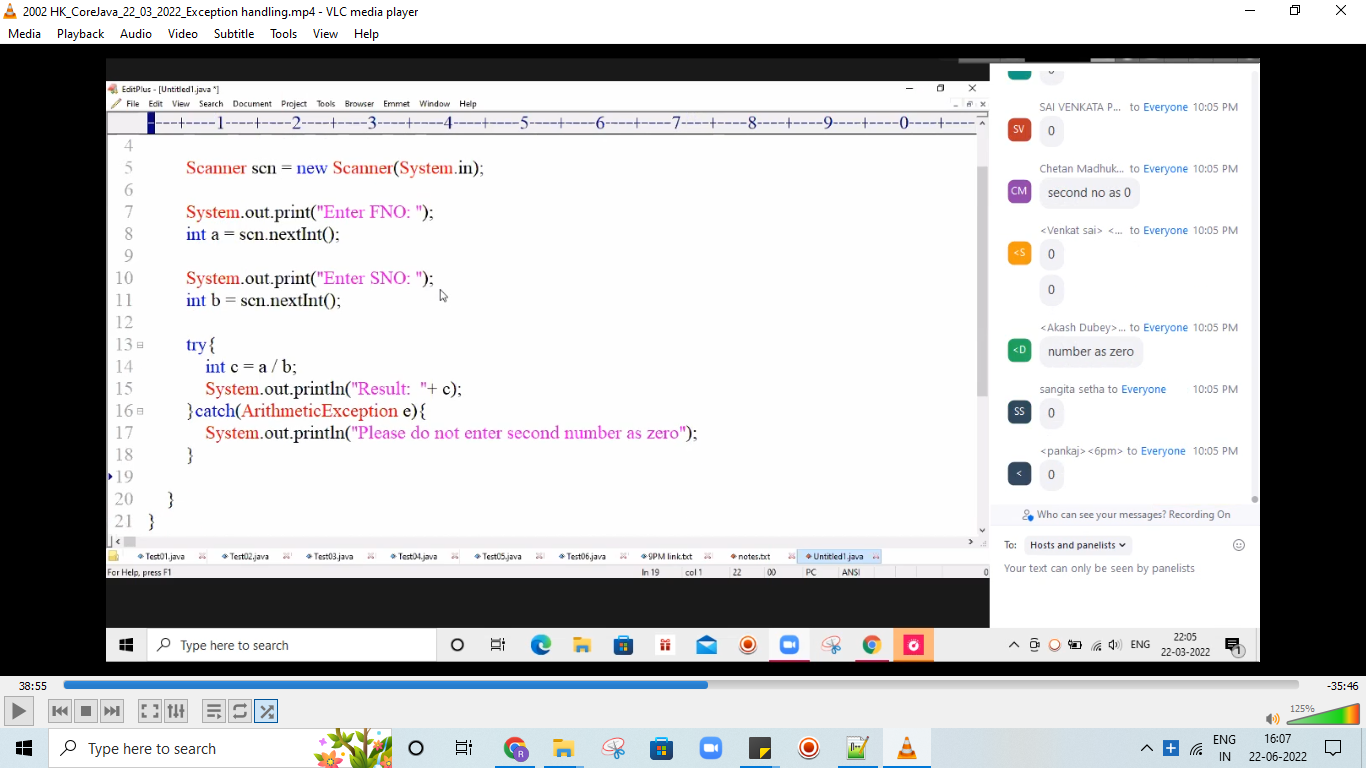 2002 HK_CoreJava_22_03_2022_Exception handling.mp4 - VLC media player
Media Playback Audio Video Subtitle Tools View Help
EditPlus - [Untitled1.java *]
File Edit View Search Document Project Tools Browser Emmet Window Help
----+----1----+----2----+----3----+----4----+----5----+----6----+----7----+----8----+----9----+----0----+----
4
5 Scanner scn = new Scanner(System.in);
6
7 System.out.print("Enter FNO: ");
8 int a = scn.nextInt();
9
10 System.out.print("Enter SNO: ");
11 int b = scn.nextInt();
12
13 try{
14 int c = a / b;
15 System.out.println("Result:  "+ c);
16 }catch(ArithmeticException e){
17 System.out.println("Please do not enter second number as zero");
18 }
19
20 }
21 }
Test01.java Test02.java Test03.java Test04.java Test05.java Test06.java 9PM link.txt notes.txt Untitled1.java
For Help, press F1 ln 19 col 1 22 00 PC ANSI 0
SAI VENKATA P... to Everyone 10:05 PM
SV 0
Chetan Madhuk... to Everyone 10:05 PM
CM second no as 0
<Venkat sai> <... to Everyone 10:05 PM
<S 0
0
<Akash Dubey>... to Everyone 10:05 PM
<D number as zero
sangita setha to Everyone 10:05 PM
SS 0
<pankaj><6pm> to Everyone 10:05 PM
< 0
Who can see your messages? Recording On
To: Hosts and panelists
Your text can only be seen by panelists
Type here to search ENG 22:05
22-03-2022 1
38:55 -35:46
125%
Type here to search ENG 16:07
IN 22-06-2022